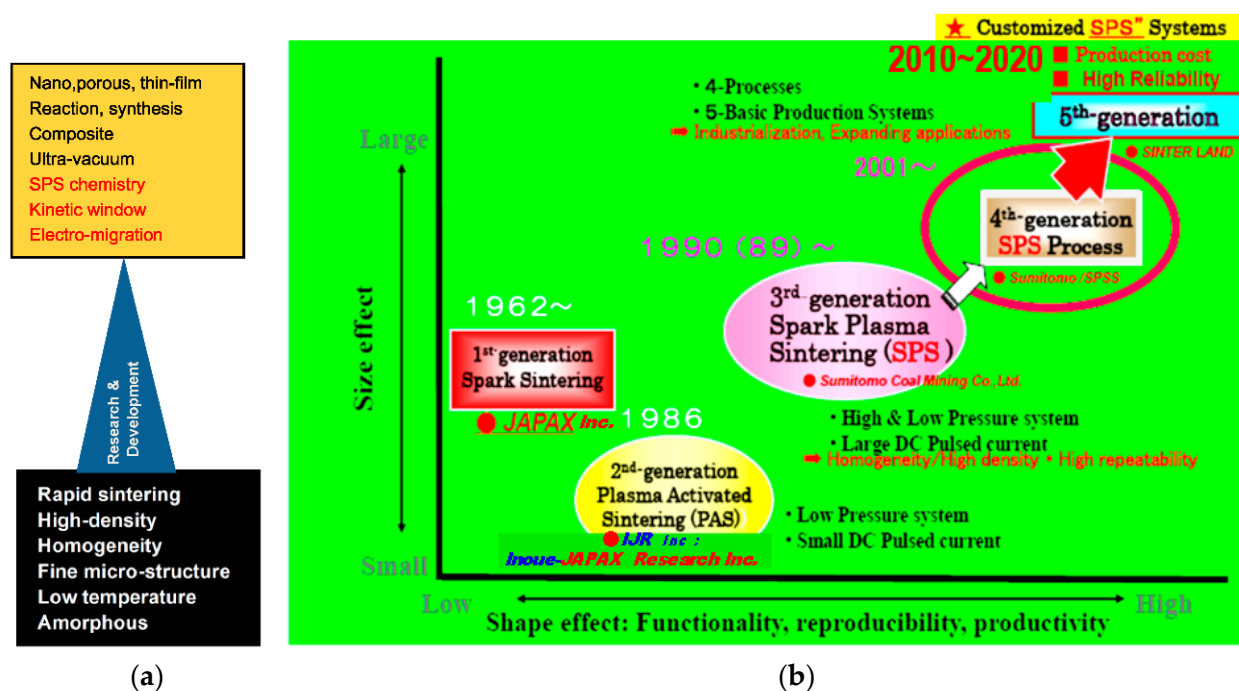 Nano,porous, thin-film
Reaction, synthesis
Composite
Ultra-vacuum
SPS chemistry
Kinetic window
Electro-migration
Research &
Development
Rapid sintering
High-density
Homogeneity
Fine micro-structure
Low temperature
Amorphous
(a)
★ Customized SPS" Systems
2010~2020
■ Production cost
■ High Reliability
• 4-Processes
• 5-Basic Production Systems
➡ Industrialization, Expanding applications
5th-generation
● SINTER LAND
2001~
4th-generation
SPS Process
● Sumitomo/SPSS
1990 (89) ~
3rd-generation
Spark Plasma
Sintering (SPS)
● Sumitomo Coal Mining Co.,Ltd.
1962~
1st-generation
Spark Sintering
● JAPAX Inc.
1986
2nd-generation
Plasma Activated
Sintering (PAS)
● IJR Inc :
Inoue-JAPAX Research Inc.
• High & Low Pressure system
• Large DC Pulsed current
➡ Homogeneity/High density • High repeatability
• Low Pressure system
• Small DC Pulsed current
Large
Size effect
Small
Low
High
Shape effect: Functionality, reproducibility, productivity
(b)